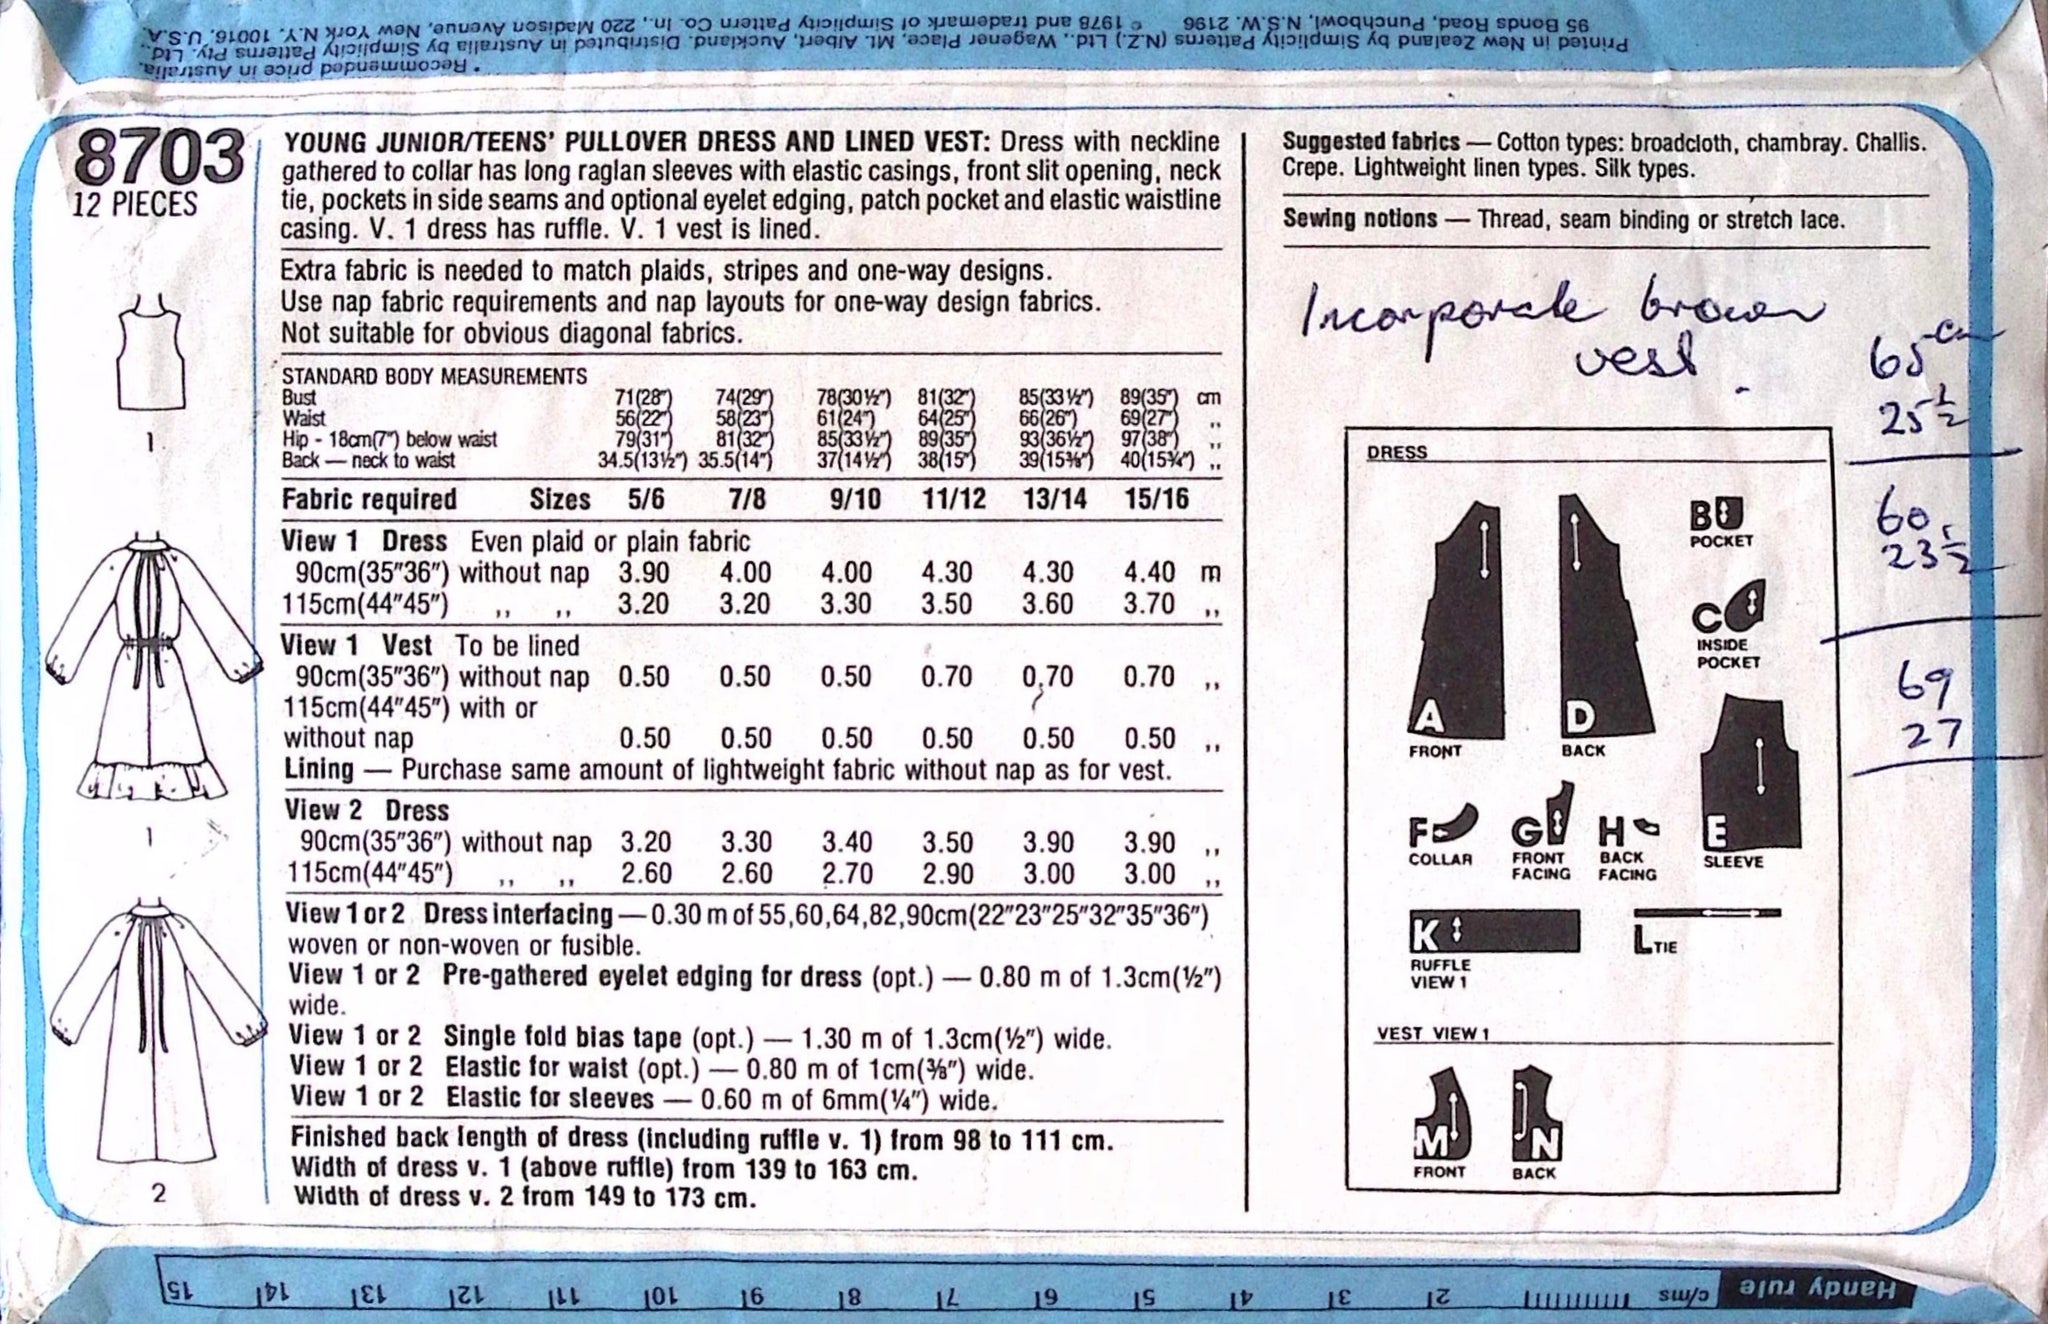 * Recommended price in Australia.
Printed in New Zealand by Simplicity Patterns (N.Z.) Ltd., Wagener Place, Mt. Albert, Auckland. Distributed in Australia by Simplicity Patterns Pty. Ltd.,
95 Bonds Road, Punchbowl, N.S.W. 2196 © 1978 and trademark of Simplicity Pattern Co. In., 220 Madison Avenue, New York N.Y. 10016, U.S.A.
8703
12 PIECES
1
1
2
YOUNG JUNIOR/TEENS' PULLOVER DRESS AND LINED VEST: Dress with neckline
gathered to collar has long raglan sleeves with elastic casings, front slit opening, neck
tie, pockets in side seams and optional eyelet edging, patch pocket and elastic waistline
casing. V. 1 dress has ruffle. V. 1 vest is lined.
Extra fabric is needed to match plaids, stripes and one-way designs.
Use nap fabric requirements and nap layouts for one-way design fabrics.
Not suitable for obvious diagonal fabrics.
STANDARD BODY MEASUREMENTS
Bust 71(28") 74(29") 78(30½") 81(32") 85(33½") 89(35") cm
Waist 56(22") 58(23") 61(24") 64(25") 66(26") 69(27") ,,
Hip - 18cm(7") below waist 79(31") 81(32") 85(33½") 89(35") 93(36½") 97(38") ,,
Back — neck to waist 34.5(13½") 35.5(14") 37(14½") 38(15") 39(15⅜") 40(15¾") ,,
Fabric required Sizes 5/6 7/8 9/10 11/12 13/14 15/16
View 1 Dress Even plaid or plain fabric
90cm(35"36") without nap 3.90 4.00 4.00 4.30 4.30 4.40 m
115cm(44"45") ,, ,, 3.20 3.20 3.30 3.50 3.60 3.70 ,,
View 1 Vest To be lined
90cm(35"36") without nap 0.50 0.50 0.50 0.70 0.70 0.70 ,,
115cm(44"45") with or
without nap 0.50 0.50 0.50 0.50 0.50 0.50 ,,
Lining — Purchase same amount of lightweight fabric without nap as for vest.
View 2 Dress
90cm(35"36") without nap 3.20 3.30 3.40 3.50 3.90 3.90 ,,
115cm(44"45") ,, ,, 2.60 2.60 2.70 2.90 3.00 3.00 ,,
View 1 or 2 Dress interfacing — 0.30 m of 55,60,64,82,90cm(22"23"25"32"35"36")
woven or non-woven or fusible.
View 1 or 2 Pre-gathered eyelet edging for dress (opt.) — 0.80 m of 1.3cm(½")
wide.
View 1 or 2 Single fold bias tape (opt.) — 1.30 m of 1.3cm(½") wide.
View 1 or 2 Elastic for waist (opt.) — 0.80 m of 1cm(⅜") wide.
View 1 or 2 Elastic for sleeves — 0.60 m of 6mm(¼") wide.
Finished back length of dress (including ruffle v. 1) from 98 to 111 cm.
Width of dress v. 1 (above ruffle) from 139 to 163 cm.
Width of dress v. 2 from 149 to 173 cm.
Suggested fabrics — Cotton types: broadcloth, chambray. Challis.
Crepe. Lightweight linen types. Silk types.
Sewing notions — Thread, seam binding or stretch lace.
Incorporate brown
vest.
65 cm
25½
60
23½
69
27
DRESS
A
FRONT
D
BACK
B
POCKET
C
INSIDE
POCKET
F
COLLAR
G
FRONT
FACING
H
BACK
FACING
E
SLEEVE
K
RUFFLE
VIEW 1
L TIE
VEST VIEW 1
M
FRONT
N
BACK
Handy rule c/ms 2 3 4 5 6 7 8 9 10 11 12 13 14 15